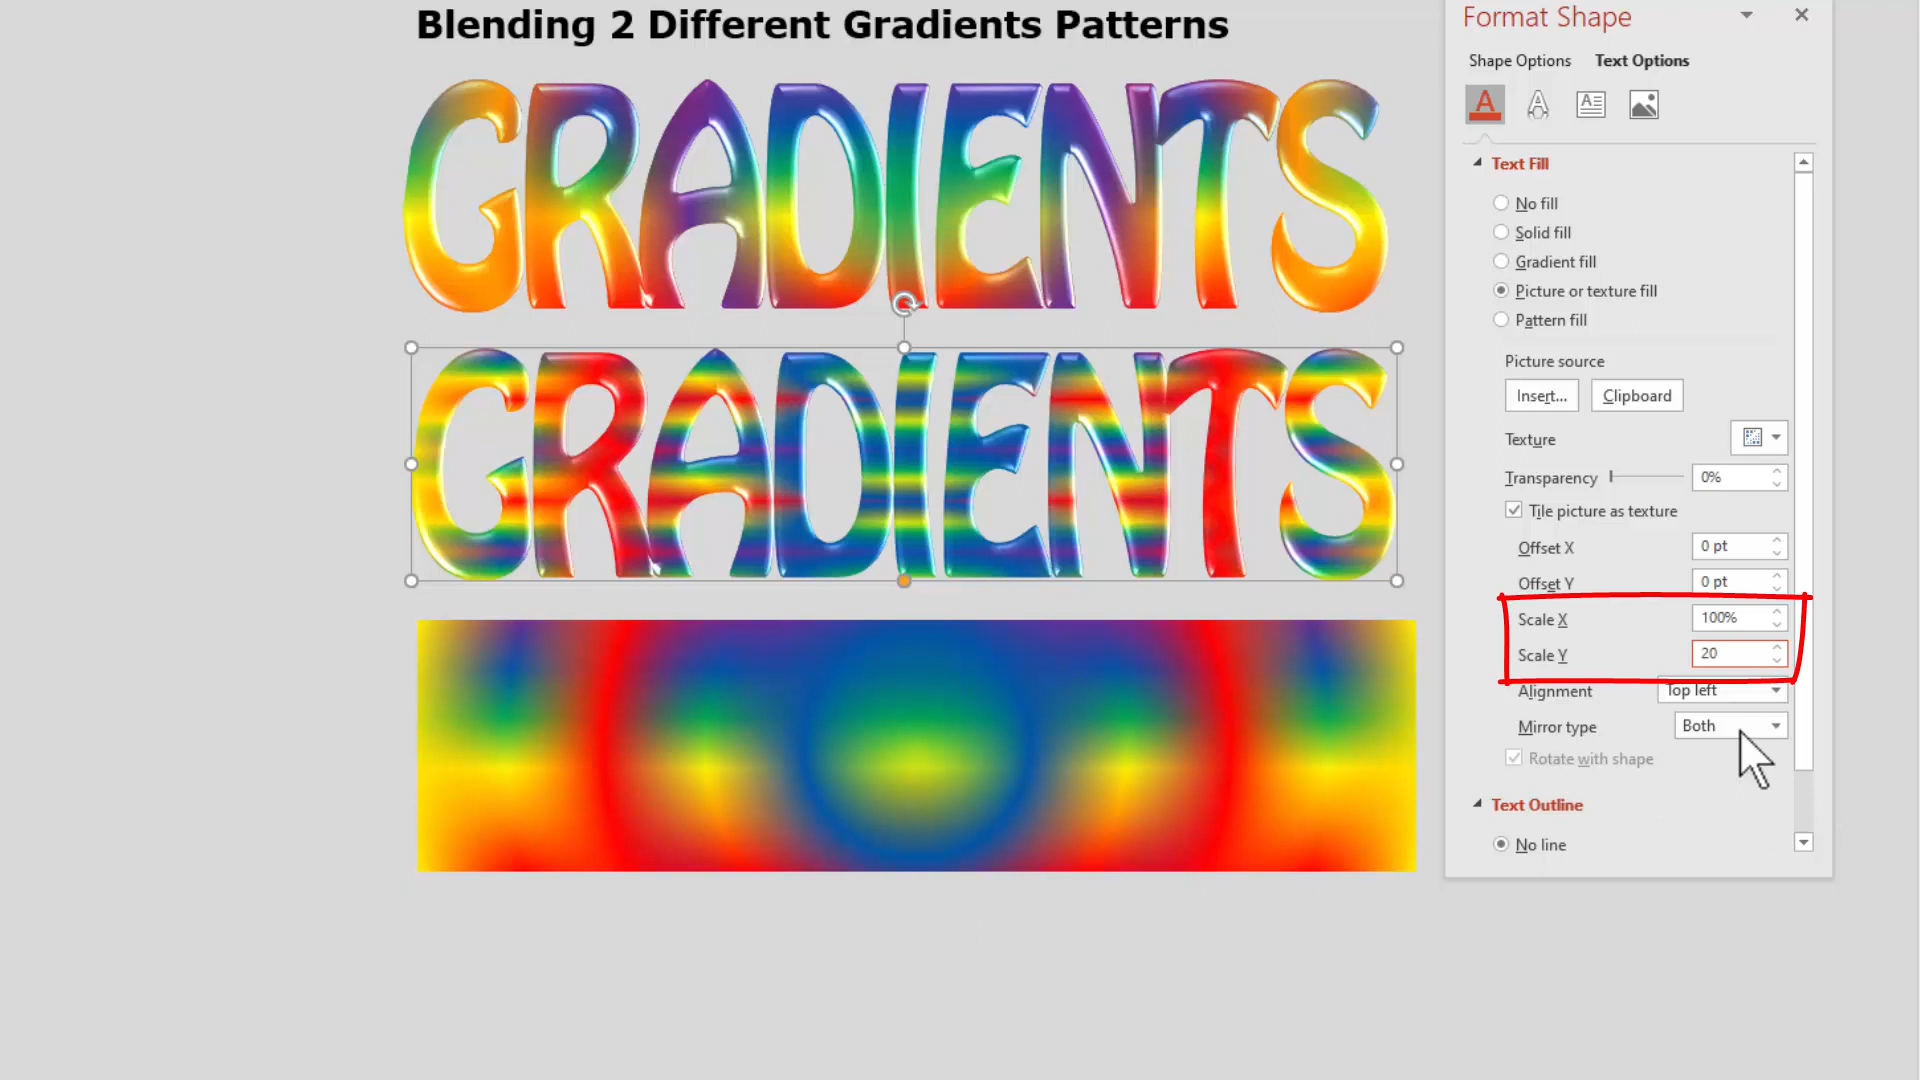 Blending 2 Different Gradients Patterns
GRADIENTS
GRADIENTS
Format Shape
Shape Options Text Options
Text Fill
No fill
Solid fill
Gradient fill
Picture or texture fill
Pattern fill
Picture source
Insert... Clipboard
Texture
Transparency 0%
Tile picture as texture
Offset X 0 pt
Offset Y 0 pt
Scale X 100%
Scale Y 20
Alignment Top left
Mirror type Both
Rotate with shape
Text Outline
No line